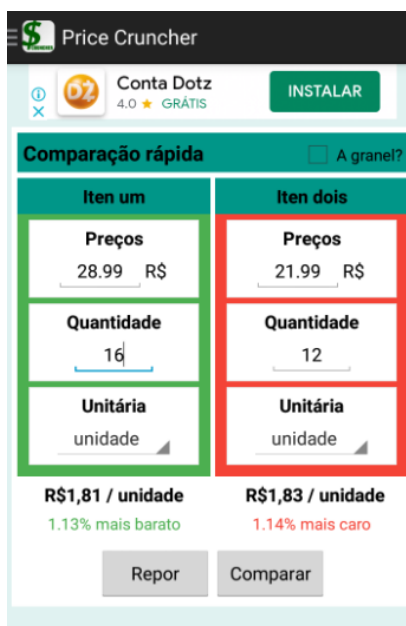 Price Cruncher
Conta Dotz
4.0 ★ GRÁTIS
INSTALAR
Comparação rápida
A granel?
Iten um
Iten dois
Preços
Preços
28.99 R$
21.99 R$
Quantidade
Quantidade
16
12
Unitária
Unitária
unidade
unidade
R$1,81 / unidade
R$1,83 / unidade
1.13% mais barato
1.14% mais caro
Repor
Comparar